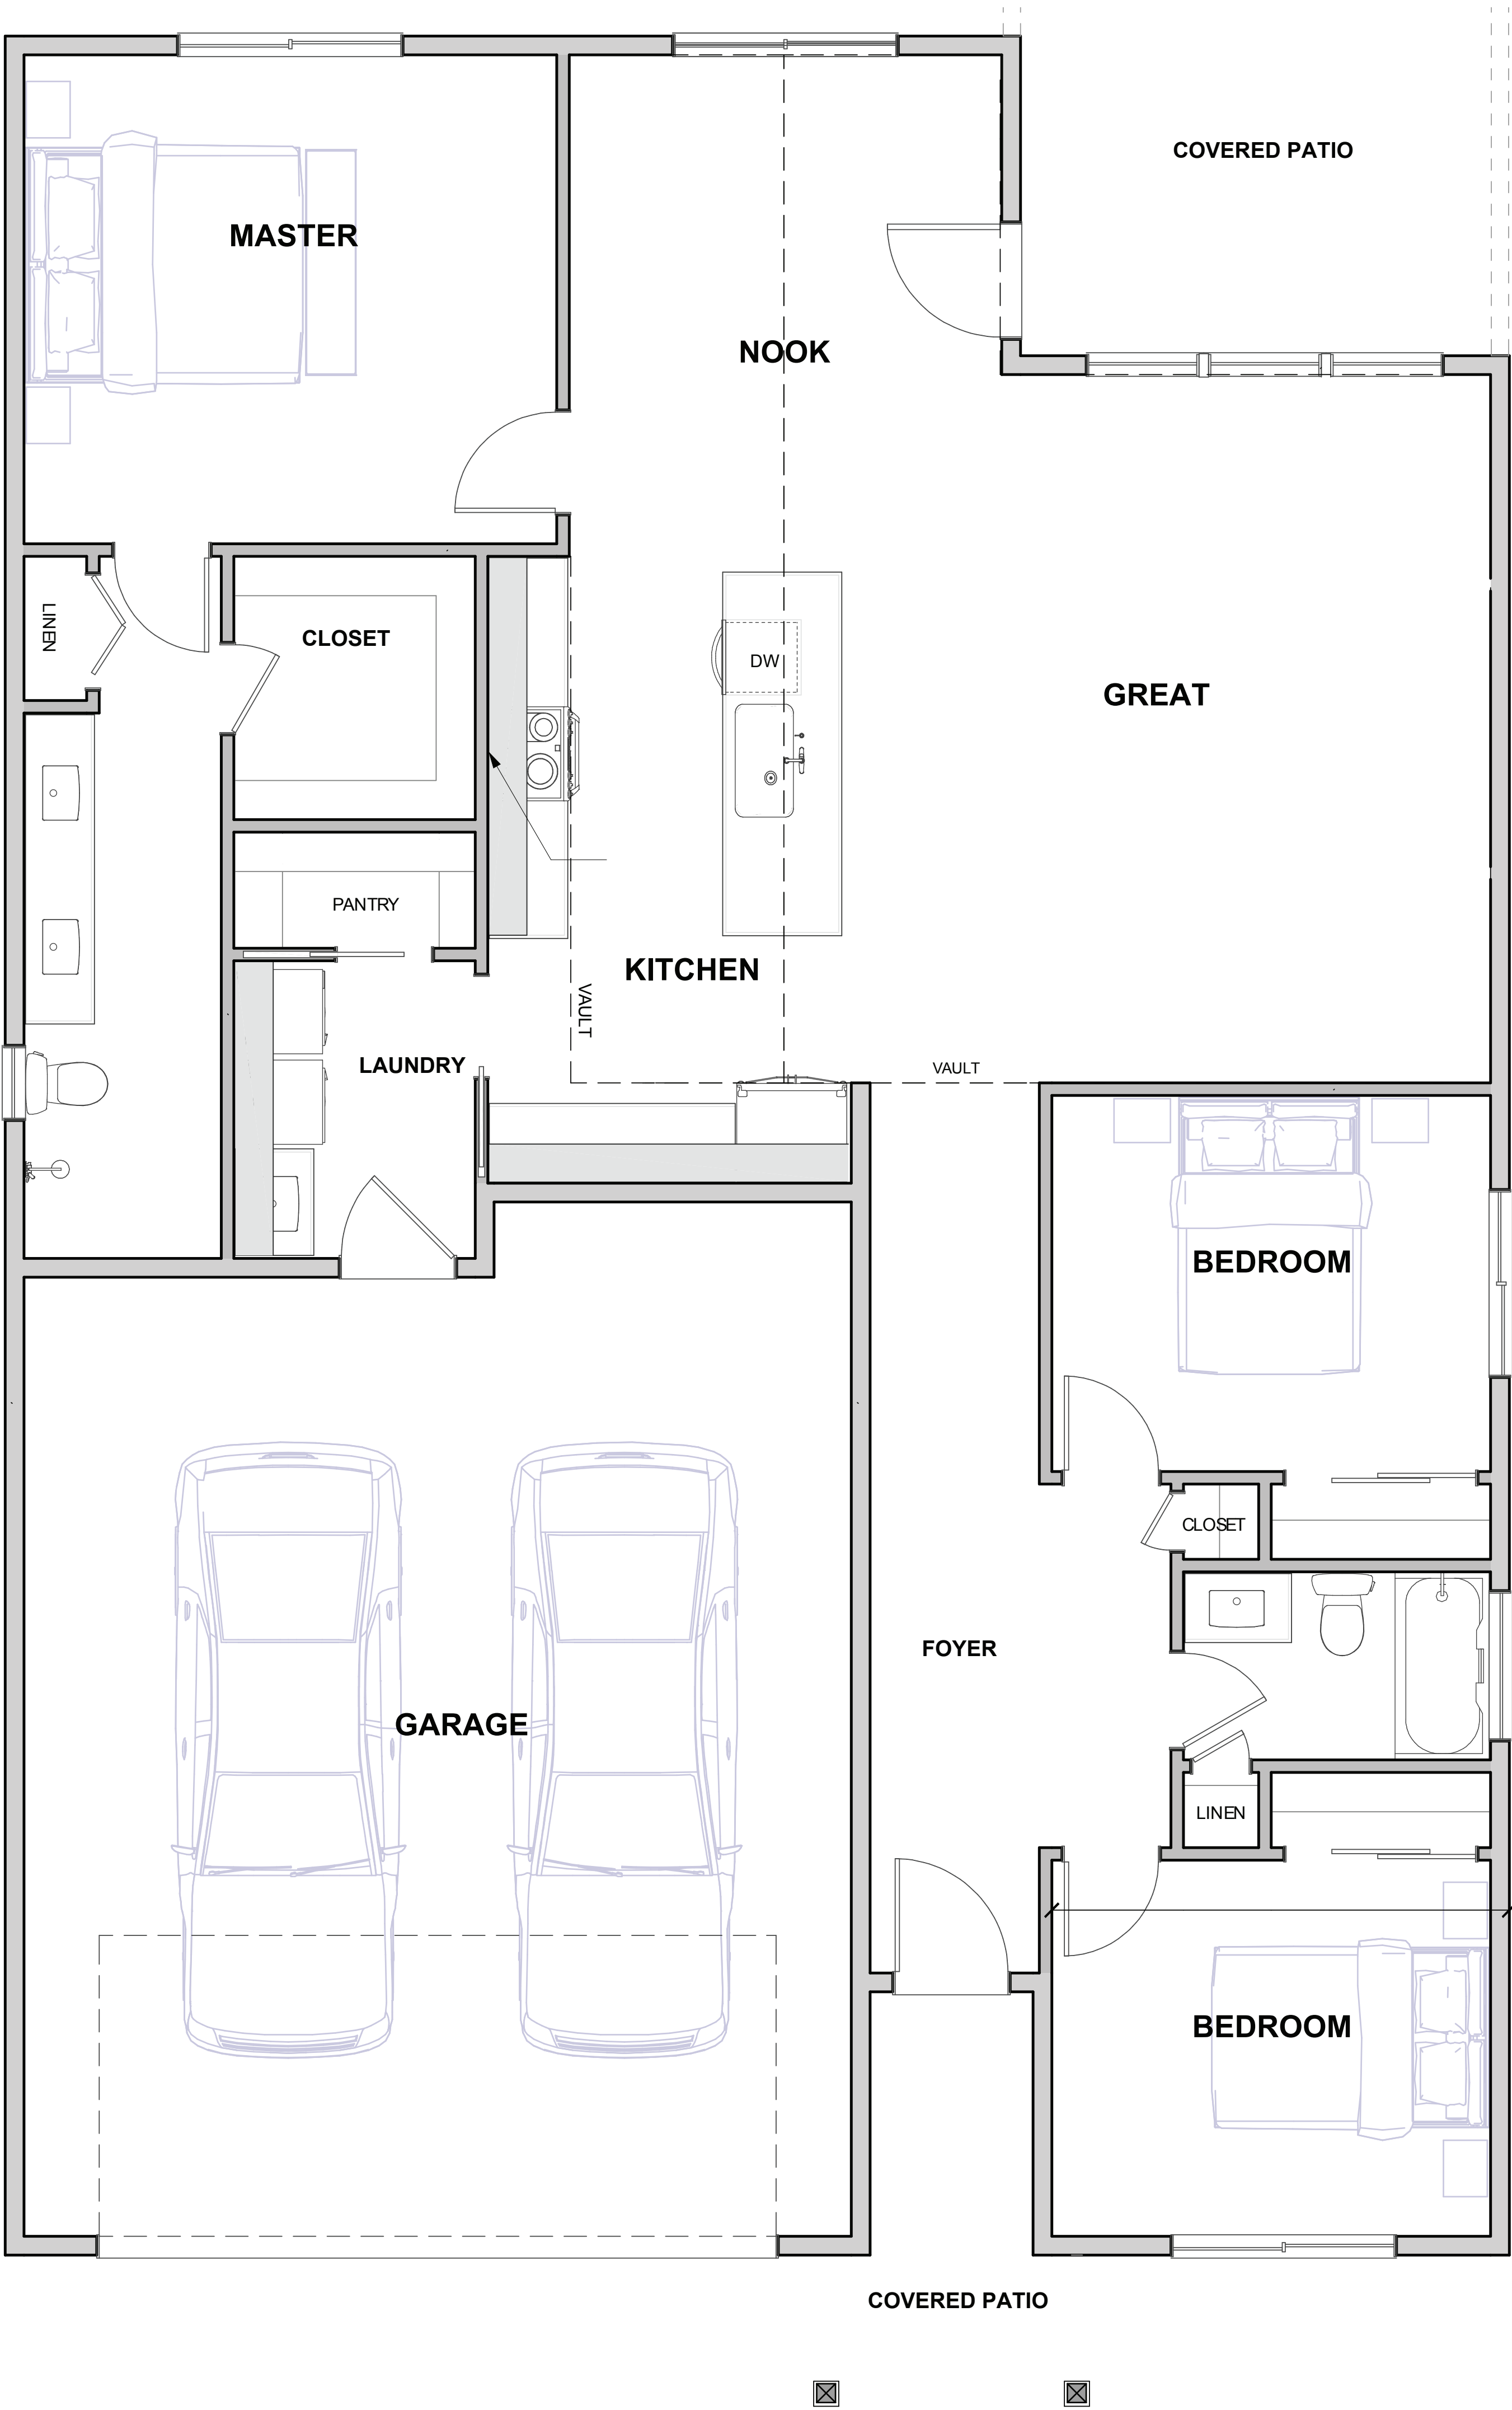 COVERED PATIO
MASTER
NOOK
LINEN
CLOSET
DW
GREAT
PANTRY
KITCHEN
VAULT
LAUNDRY
VAULT
BEDROOM
CLOSET
FOYER
GARAGE
LINEN
BEDROOM
COVERED PATIO